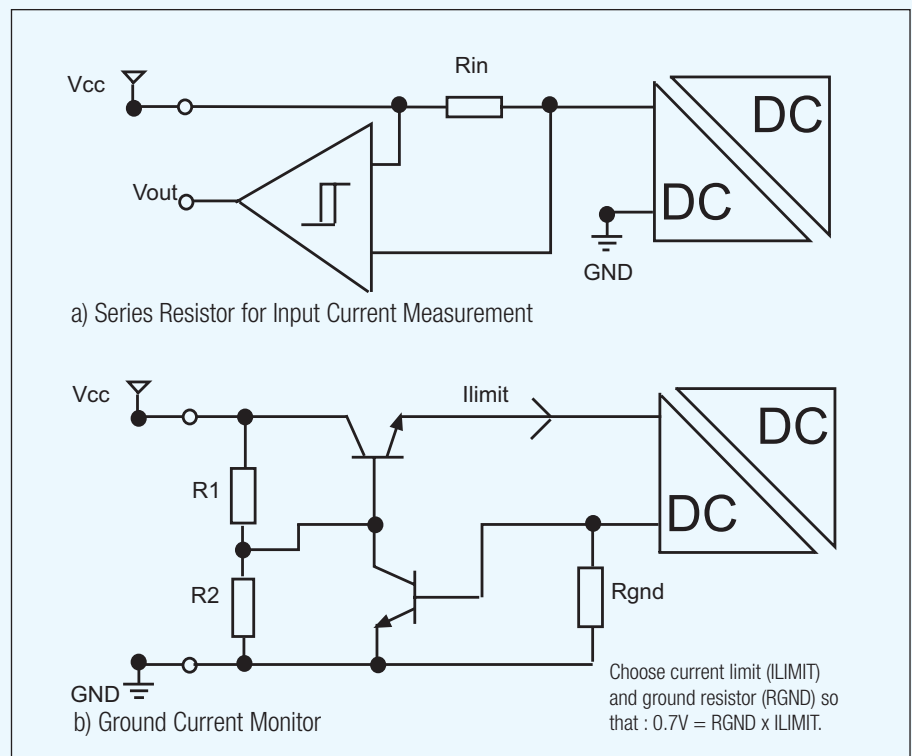 Vcc
Rin
DC
DC
Vout
GND
a) Series Resistor for Input Current Measurement
Vcc
Ilimit
DC
DC
R1
R2
Rgnd
GND
Choose current limit (ILIMIT)
and ground resistor (RGND) so
that : 0.7V = RGND x ILIMIT.
b) Ground Current Monitor